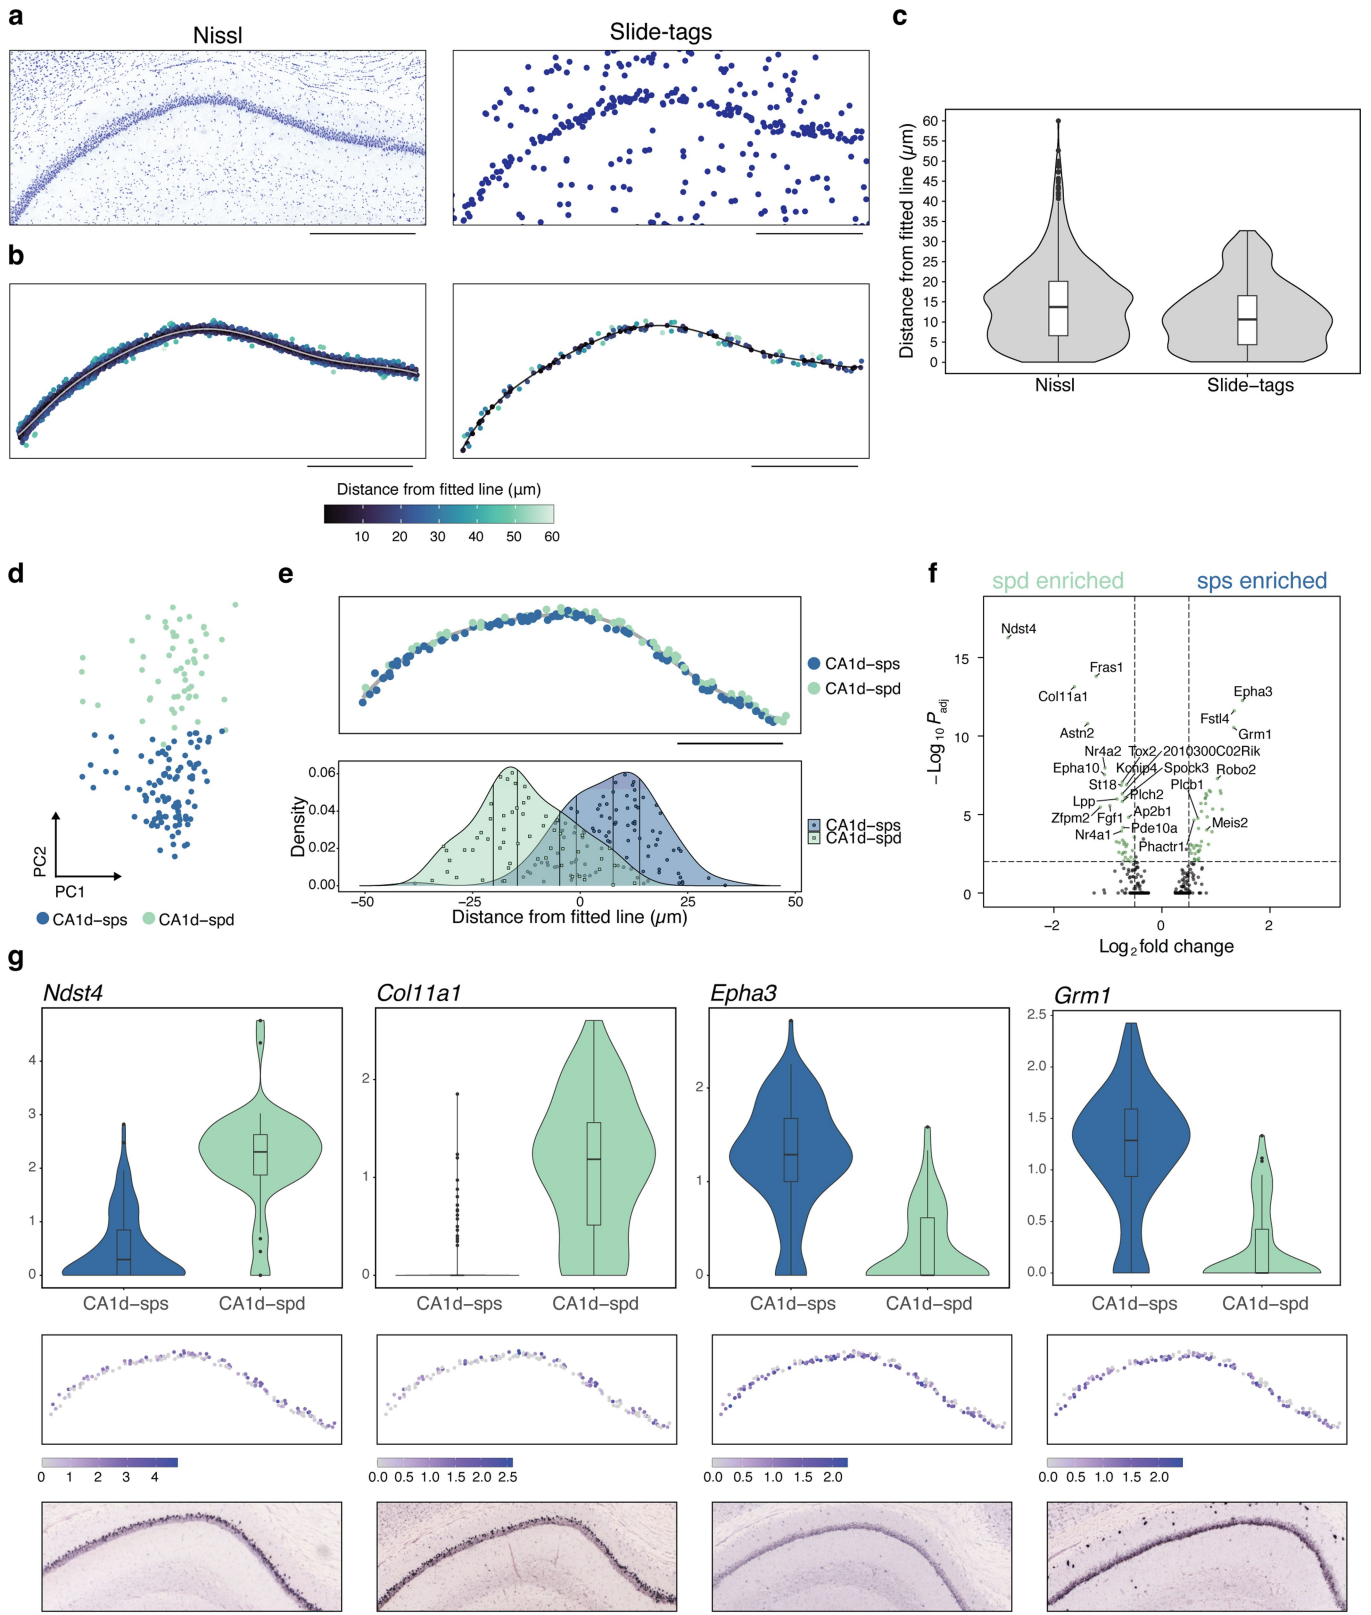 a
Nissl
Slide-tags
c
Distance from fitted line (µm)
60
55
50
45
40
35
30
25
20
15
10
5
0
Nissl
Slide−tags
b
Distance from fitted line (µm)
10 20 30 40 50 60
d
PC2
PC1
CA1d−sps CA1d−spd
e
CA1d−sps
CA1d−spd
Density
0.06
0.04
0.02
0.00
−50 −25 0 25 50
Distance from fitted line (µm)
CA1d−sps
CA1d−spd
f
spd enriched
sps enriched
−Log10 Padj
15
10
5
0
Ndst4
Fras1
Col11a1
Epha3
Fstl4
Astn2
Grm1
Nr4a2 Tox2 2010300C02Rik
Epha10 Kcnip4 Spock3 Robo2
St18 Plch2 Plcb1
Lpp
Zfpm2 Fgf1 Ap2b1
Nr4a1 Pde10a Meis2
Phactr1
−2 0 2
Log2 fold change
g
Ndst4
4
3
2
1
0
CA1d−sps CA1d−spd
Col11a1
2
1
0
CA1d−sps CA1d−spd
Epha3
2
1
0
CA1d−sps CA1d−spd
Grm1
2.5
2.0
1.5
1.0
0.5
0.0
CA1d−sps CA1d−spd
0 1 2 3 4
0.0 0.5 1.0 1.5 2.0 2.5
0.0 0.5 1.0 1.5 2.0
0.0 0.5 1.0 1.5 2.0